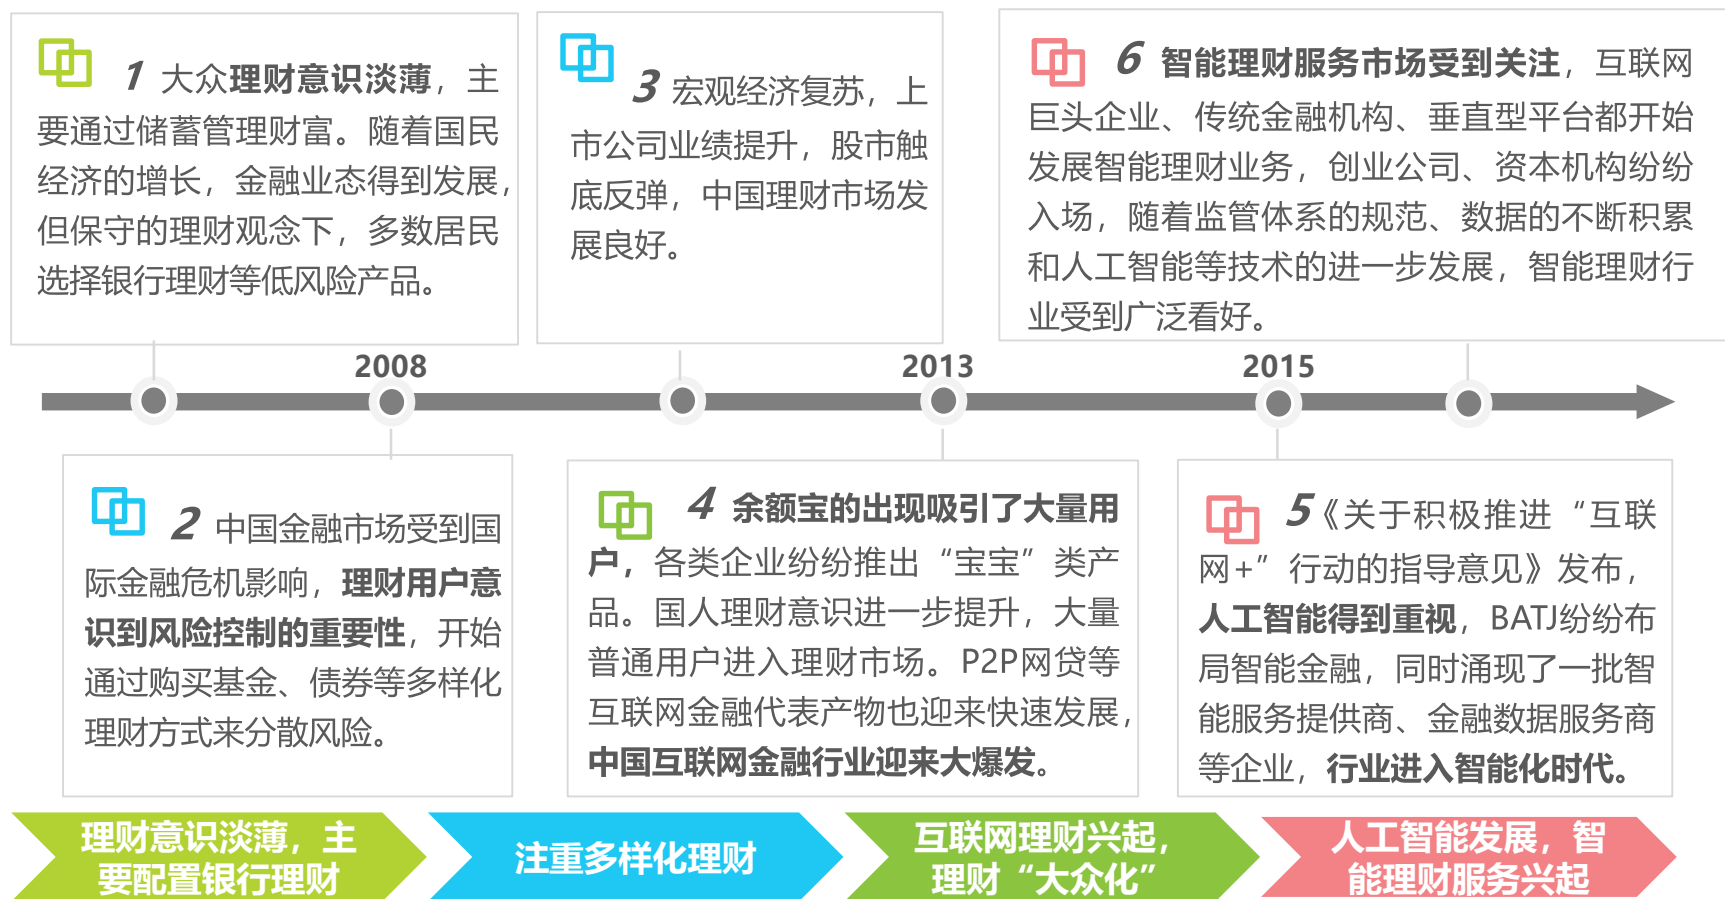 1 大众理财意识淡薄，主
要通过储蓄管理财富。随着国民
经济的增长，金融业态得到发展，
但保守的理财观念下，多数居民
选择银行理财等低风险产品。
3 宏观经济复苏，上
市公司业绩提升，股市触
底反弹，中国理财市场发
展良好。
6 智能理财服务市场受到关注，互联网
巨头企业、传统金融机构、垂直型平台都开始
发展智能理财业务，创业公司、资本机构纷纷
入场，随着监管体系的规范、数据的不断积累
和人工智能等技术的进一步发展，智能理财行
业受到广泛看好。
2008
2013
2015
2 中国金融市场受到国
际金融危机影响，理财用户意
识到风险控制的重要性，开始
通过购买基金、债券等多样化
理财方式来分散风险。
4 余额宝的出现吸引了大量用
户，各类企业纷纷推出“宝宝”类产
品。国人理财意识进一步提升，大量
普通用户进入理财市场。P2P网贷等
互联网金融代表产物也迎来快速发展，
中国互联网金融行业迎来大爆发。
5《关于积极推进“互联
网+”行动的指导意见》发布，
人工智能得到重视，BATJ纷纷布
局智能金融，同时涌现了一批智
能服务提供商、金融数据服务商
等企业，行业进入智能化时代。
理财意识淡薄，主
要配置银行理财
注重多样化理财
互联网理财兴起，
理财“大众化”
人工智能发展，智
能理财服务兴起